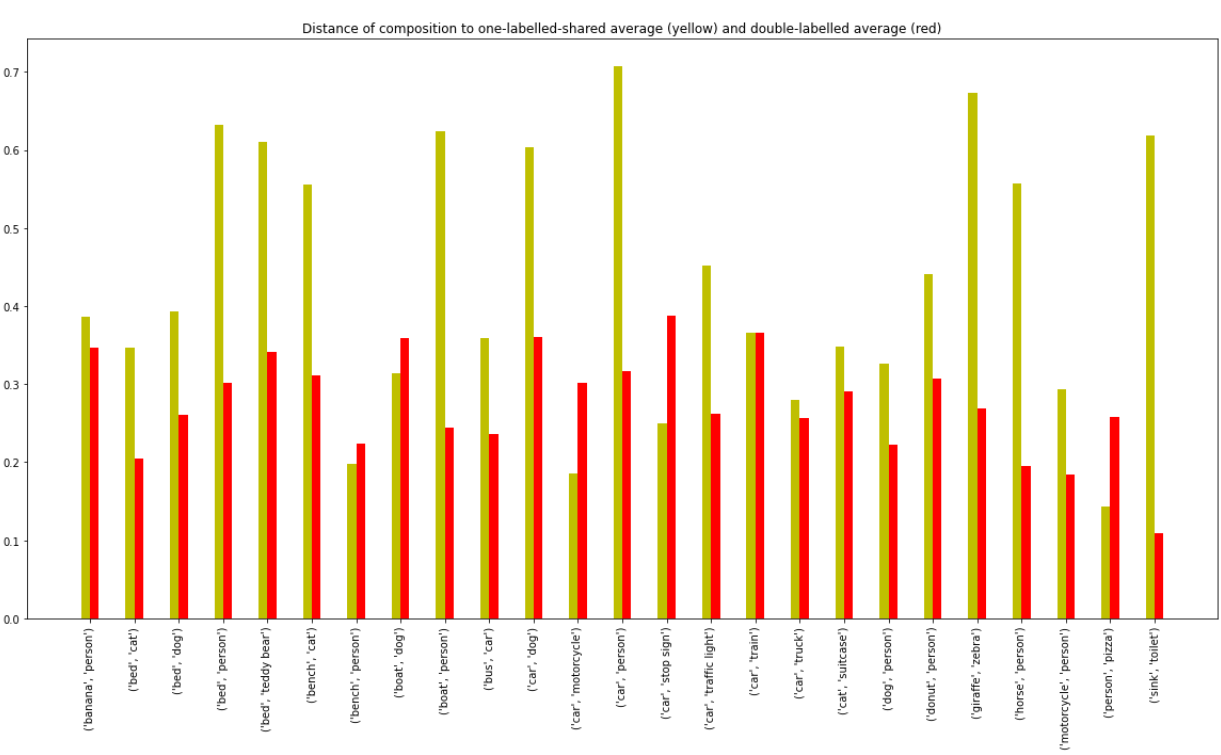 Distance of composition to one-labelled-shared average (yellow) and double-labelled average (red)
0.7
0.6
0.5
0.4
0.3
0.2
0.1
0.0
('banana', 'person')
('bed', 'cat')
('bed', 'dog')
('bed', 'person')
('bed', 'teddy bear')
('bench', 'cat')
('bench', 'person')
('boat', 'dog')
('boat', 'person')
('bus', 'car')
('car', 'dog')
('car', 'motorcycle')
('car', 'person')
('car', 'stop sign')
('car', 'traffic light')
('car', 'train')
('car', 'truck')
('cat', 'suitcase')
('dog', 'person')
('donut', 'person')
('giraffe', 'zebra')
('horse', 'person')
('motorcycle', 'person')
('person', 'pizza')
('sink', 'toilet')